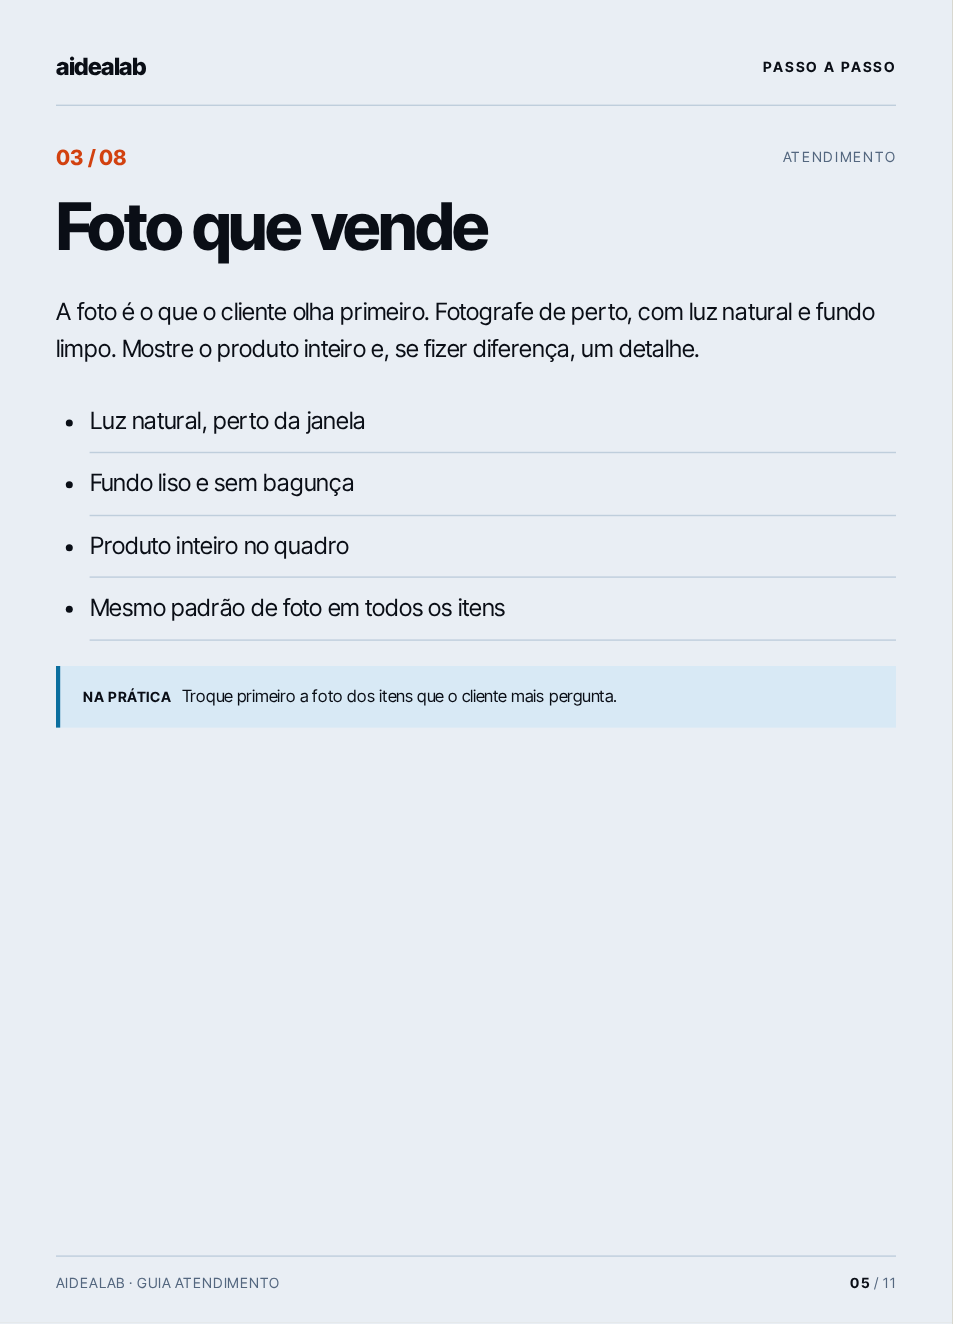 aidealab
PASSO A PASSO
03 / 08
ATENDIMENTO
Foto que vende
A foto é o que o cliente olha primeiro. Fotografe de perto, com luz natural e fundo
limpo. Mostre o produto inteiro e, se fizer diferença, um detalhe.
• Luz natural, perto da janela
• Fundo liso e sem bagunça
• Produto inteiro no quadro
• Mesmo padrão de foto em todos os itens
NA PRÁTICA Troque primeiro a foto dos itens que o cliente mais pergunta.
AIDEALAB · GUIA ATENDIMENTO
05 / 11